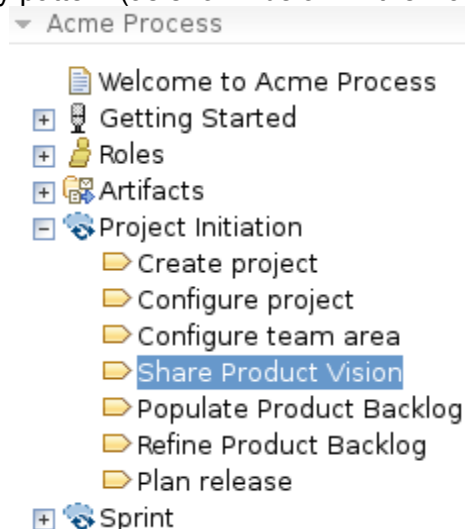 Acme Process
Welcome to Acme Process
Getting Started
Roles
Artifacts
Project Initiation
Create project
Configure project
Configure team area
Share Product Vision
Populate Product Backlog
Refine Product Backlog
Plan release
Sprint